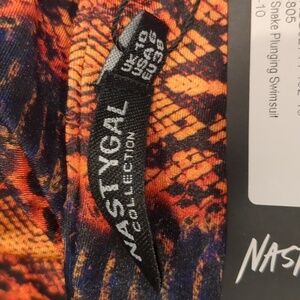 UK 10
USA 6
EU 38
NASTYGAL
COLLECTION
805
Snake Plunging Swimsuit
-10
NAST